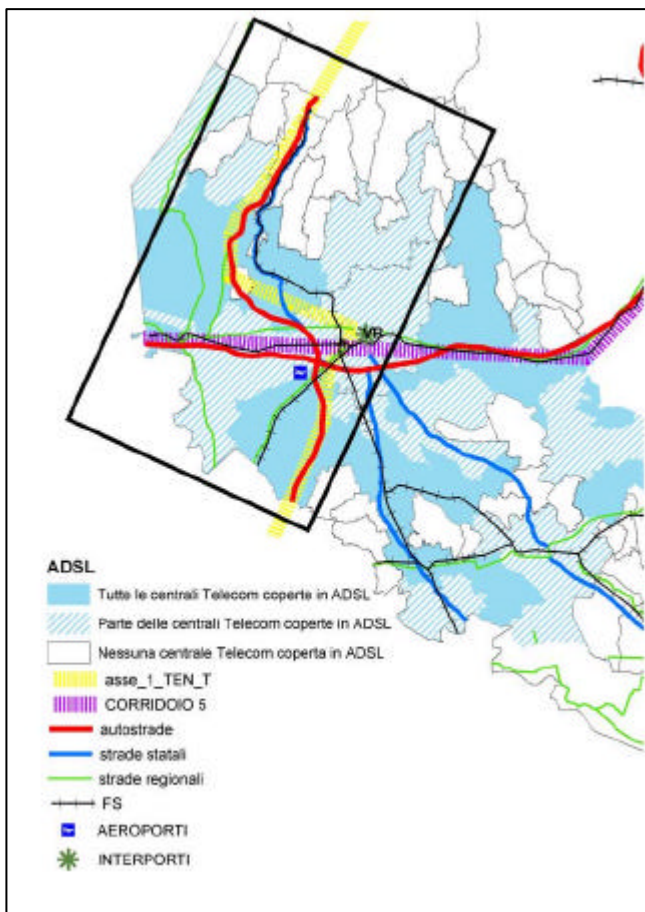 VR
ADSL
Tutte le centrali Telecom coperte in ADSL
Parte delle centrali Telecom coperte in ADSL
Nessuna centrale Telecom coperta in ADSL
asse_1_TEN_T
CORRIDOIO 5
autostrade
strade statali
strade regionali
FS
AEROPORTI
INTERPORTI